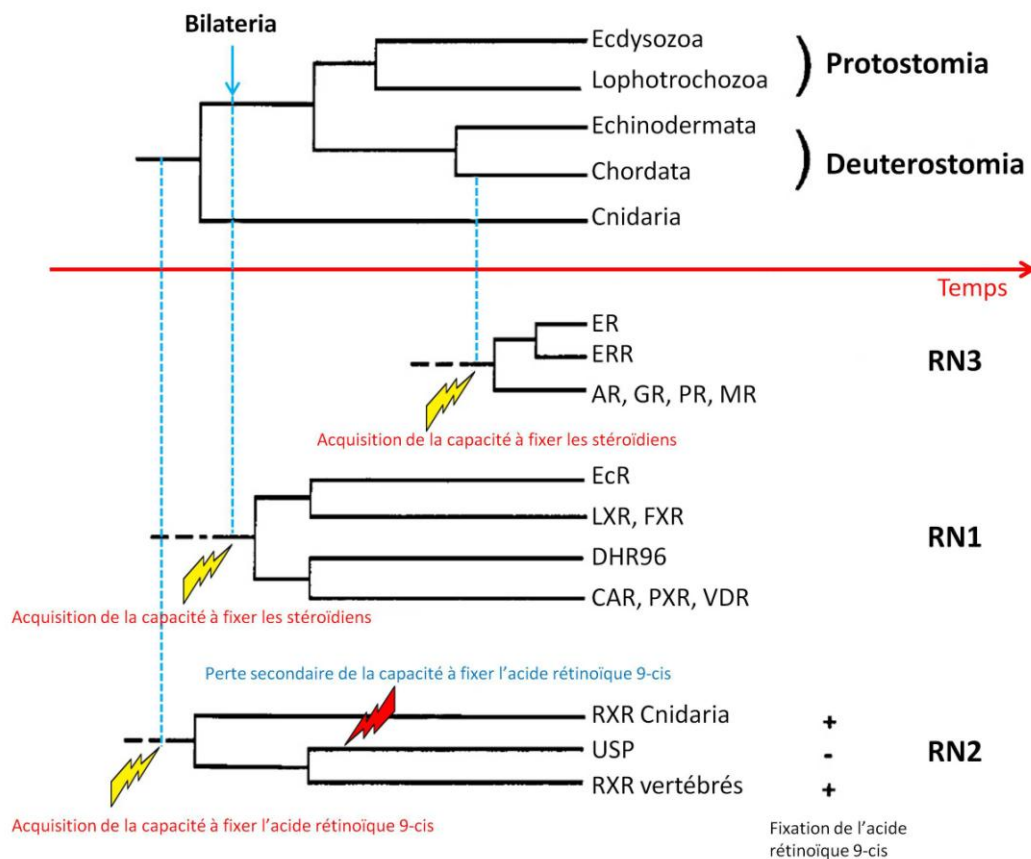 Bilateria
Ecdysozoa
Lophotrochozoa
) Protostomia
Echinodermata
Chordata
) Deuterostomia
Cnidaria
Temps
ER
ERR
AR, GR, PR, MR
RN3
Acquisition de la capacité à fixer les stéroïdiens
EcR
LXR, FXR
DHR96
CAR, PXR, VDR
RN1
Acquisition de la capacité à fixer les stéroïdiens
Perte secondaire de la capacité à fixer l’acide rétinoïque 9-cis
RXR Cnidaria +
USP -
RXR vertébrés +
RN2
Acquisition de la capacité à fixer l’acide rétinoïque 9-cis
Fixation de l’acide
rétinoïque 9-cis